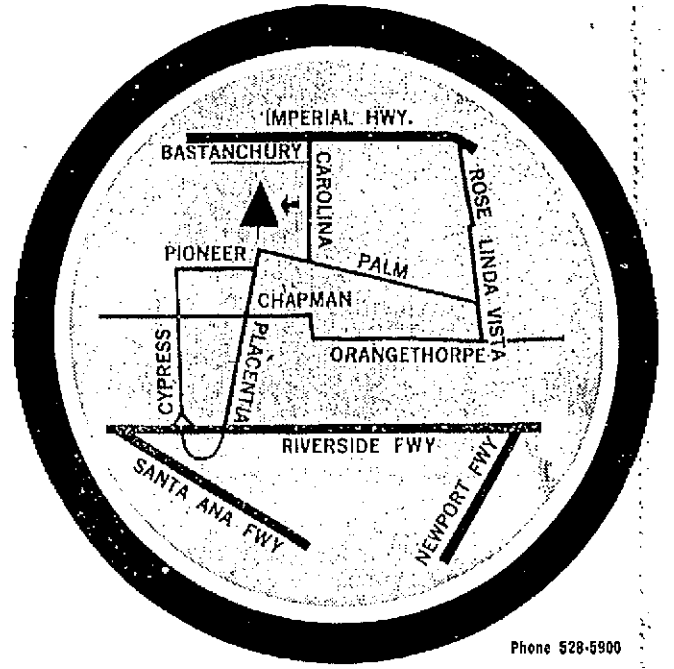 IMPERIAL HWY.
BASTANCHURY
CAROLINA
ROSE LINDA VISTA
PIONEER
PALM
CHAPMAN
CYPRESS
PLACENTIA
ORANGETHORPE
RIVERSIDE FWY
SANTA ANA FWY
NEWPORT FWY
Phone 528-5900